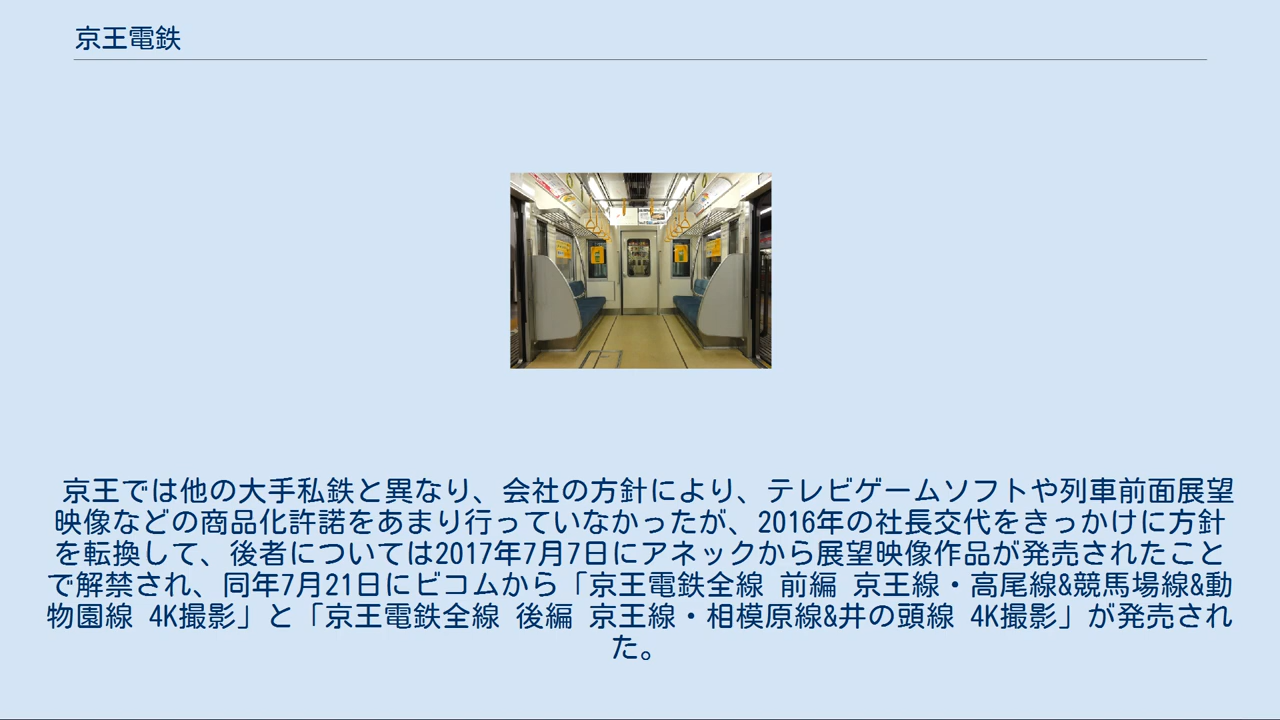 京王電鉄
京王では他の大手私鉄と異なり、会社の方針により、テレビゲームソフトや列車前面展望
映像などの商品化許諾をあまり行っていなかったが、2016年の社長交代をきっかけに方針
を転換して、後者については2017年7月7日にアネックから展望映像作品が発売されたこと
で解禁され、同年7月21日にビコムから「京王電鉄全線 前編 京王線・高尾線&競馬場線&動
物園線 4K撮影」と「京王電鉄全線 後編 京王線・相模原線&井の頭線 4K撮影」が発売され
た。